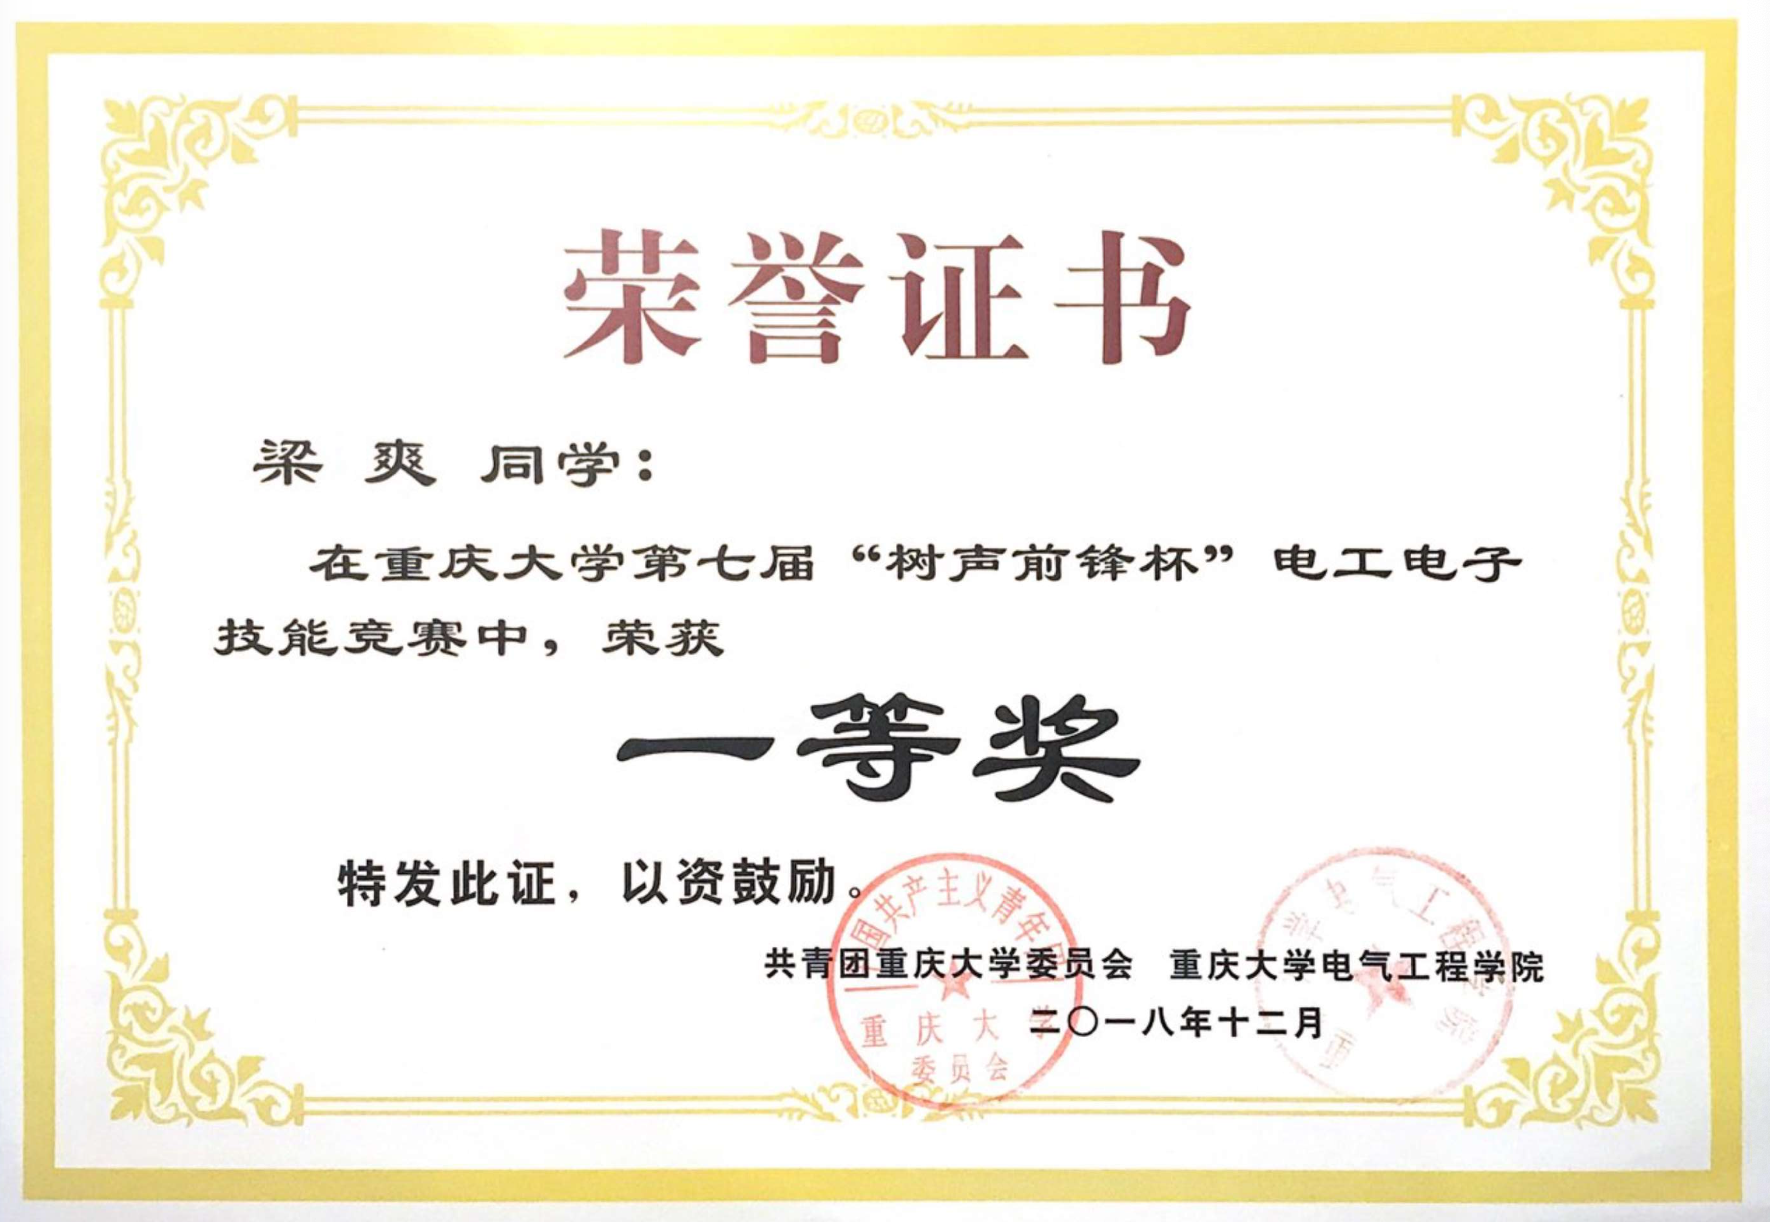 荣誉证书
梁 爽 同学：
在重庆大学第七届“树声前锋杯”电工电子
技能竞赛中，荣获
一等奖
特发此证，以资鼓励。
共青团重庆大学委员会 重庆大学电气工程学院
二〇一八年十二月
国共产主义青年团
重庆大学
委员会
学电气工程学院
重